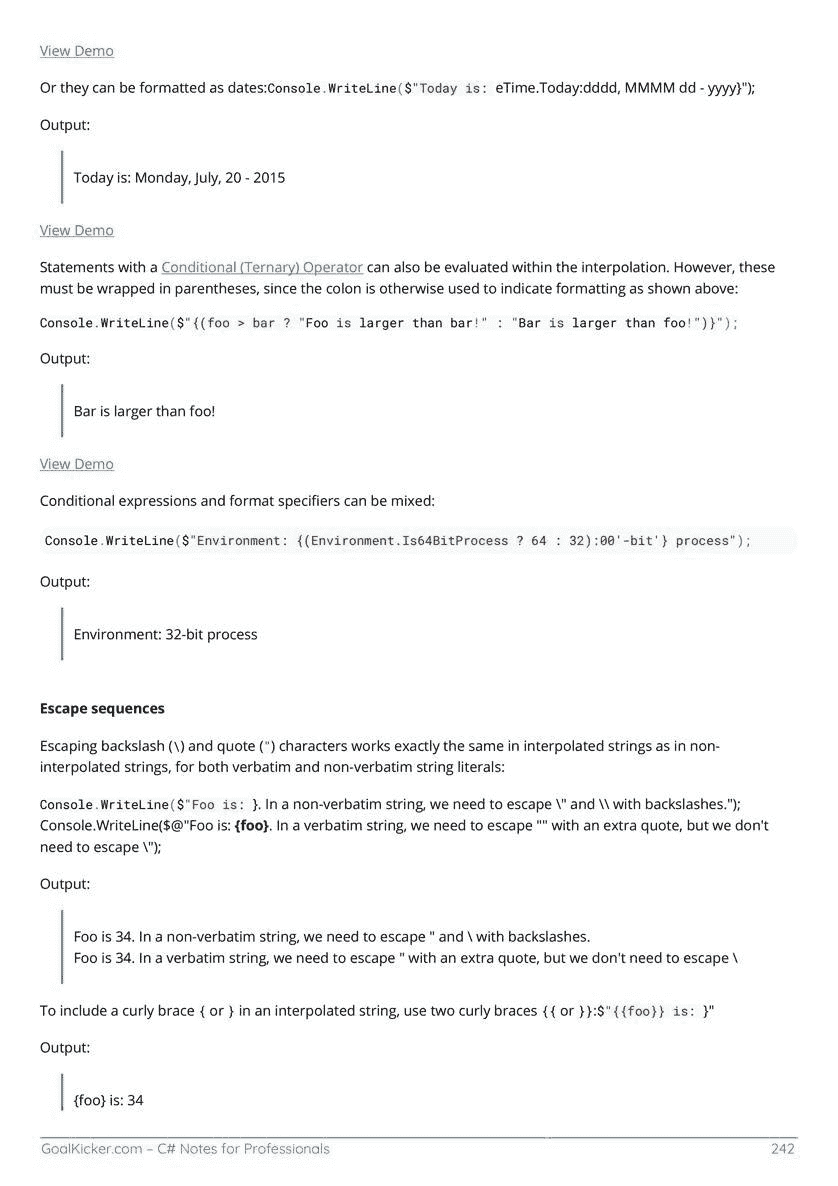 View Demo
Or they can be formatted as dates:Console.WriteLine($"Today is: eTime.Today:dddd, MMMM dd - yyyy}");
Output:
Today is: Monday, July, 20 - 2015
View Demo
Statements with a Conditional (Ternary) Operator can also be evaluated within the interpolation. However, these
must be wrapped in parentheses, since the colon is otherwise used to indicate formatting as shown above:
Console.WriteLine($"{(foo > bar ? "Foo is larger than bar!" : "Bar is larger than foo!")}");
Output:
Bar is larger than foo!
View Demo
Conditional expressions and format specifiers can be mixed:
Console.WriteLine($"Environment: {(Environment.Is64BitProcess ? 64 : 32):00'-bit'} process");
Output:
Environment: 32-bit process
Escape sequences
Escaping backslash (\) and quote (") characters works exactly the same in interpolated strings as in non-
interpolated strings, for both verbatim and non-verbatim string literals:
Console.WriteLine($"Foo is: }. In a non-verbatim string, we need to escape \" and \\ with backslashes.");
Console.WriteLine($@"Foo is: {foo}. In a verbatim string, we need to escape "" with an extra quote, but we don't
need to escape \");
Output:
Foo is 34. In a non-verbatim string, we need to escape " and \ with backslashes.
Foo is 34. In a verbatim string, we need to escape " with an extra quote, but we don't need to escape \
To include a curly brace { or } in an interpolated string, use two curly braces {{ or }}:$"{{foo}} is: }"
Output:
{foo} is: 34
GoalKicker.com – C# Notes for Professionals 242